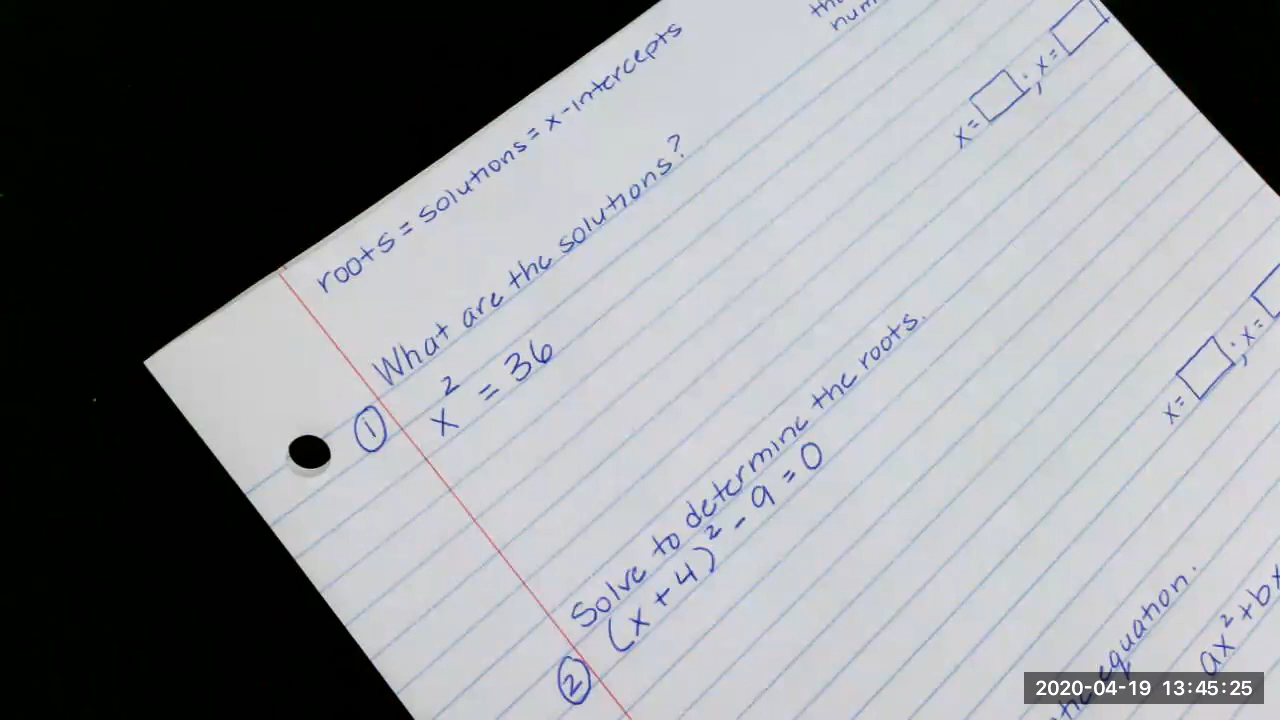 roots = solutions = x-intercepts
What are the solutions?
① x² = 36
x = □ ; x = □
Solve to determine the roots.
② (x + 4)² - 9 = 0
x = □ ; x =
equation.
ax² + bx
2020-04-19 13:45:25